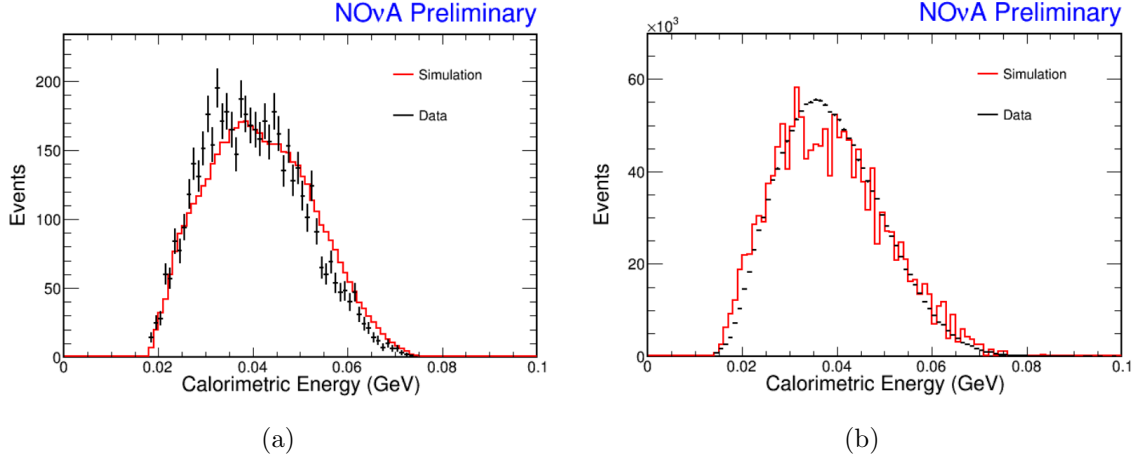 NOνA Preliminary
Events
200
150
100
50
0
Simulation
Data
0 0.02 0.04 0.06 0.08 0.1
Calorimetric Energy (GeV)
(a)
NOνA Preliminary
×10³
Events
60
40
20
0
Simulation
Data
0 0.02 0.04 0.06 0.08 0.1
Calorimetric Energy (GeV)
(b)